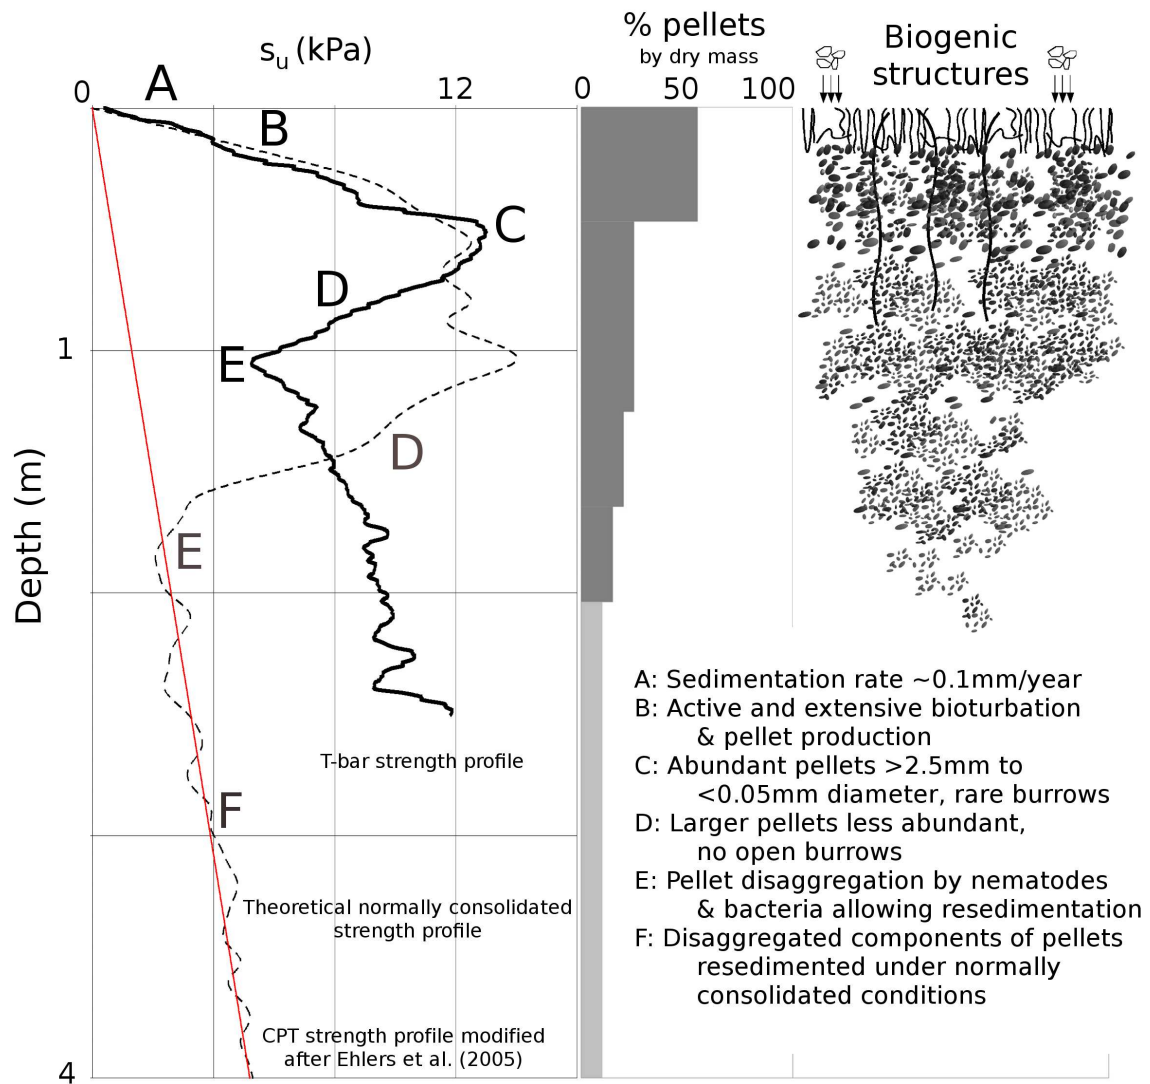 s_u (kPa)
0
12
A
B
C
D
E
D
E
F
1
4
Depth (m)
T-bar strength profile
Theoretical normally consolidated
strength profile
CPT strength profile modified
after Ehlers et al. (2005)
% pellets
by dry mass
0 50 100
Biogenic
structures
A: Sedimentation rate ~0.1mm/year
B: Active and extensive bioturbation
& pellet production
C: Abundant pellets >2.5mm to
<0.05mm diameter, rare burrows
D: Larger pellets less abundant,
no open burrows
E: Pellet disaggregation by nematodes
& bacteria allowing resedimentation
F: Disaggregated components of pellets
resedimented under normally
consolidated conditions